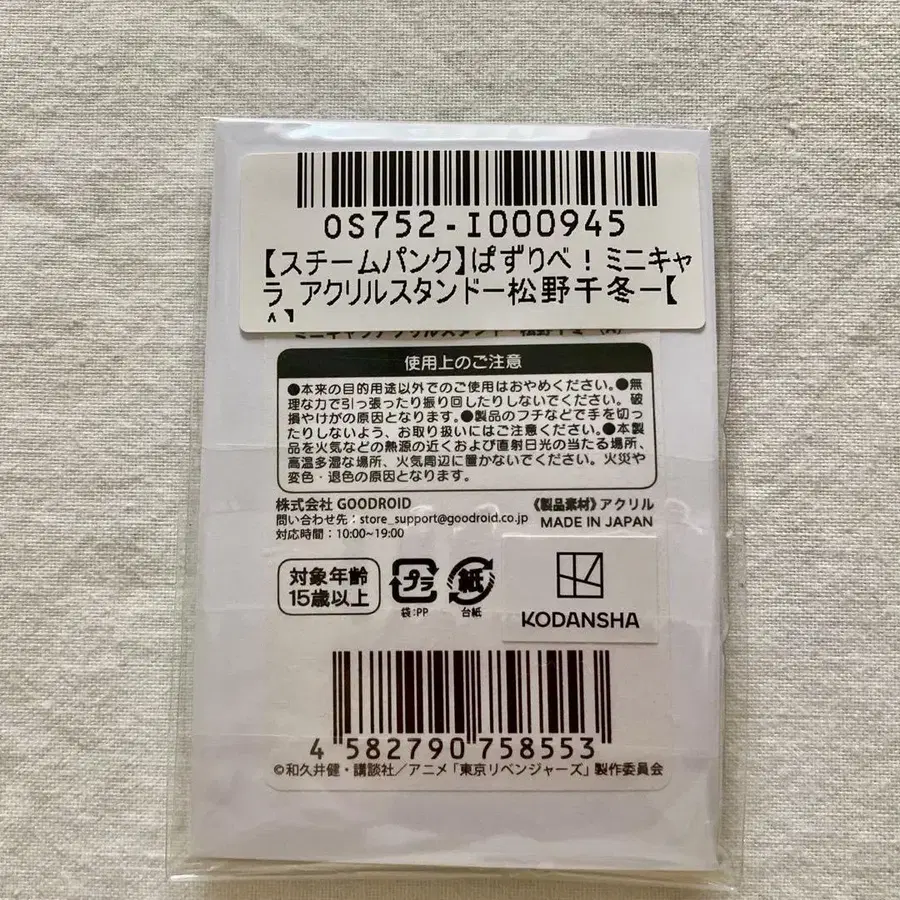 OS752-I000945
【スチームパンク】ぱずりべ！ミニキャ
ラ アクリルスタンドー松野千冬ー【
^】
使用上のご注意
●本来の目的用途以外でのご使用はおやめください。●無
理な力で引っ張ったり振り回したりしないでください。破
損やけがの原因となります。●製品のフチなどで手を切っ
たりしないよう、お取り扱いにはご注意ください。●本製
品を火気などの熱源の近くおよび直射日光の当たる場所、
高温多湿な場所、火気周辺に置かないでください。火災や
変色・退色の原因となります。
株式会社 GOODROID
問い合わせ先：store_support@goodroid.co.jp
対応時間：10:00~19:00
《製品素材》アクリル
MADE IN JAPAN
対象年齢
15歳以上
プラ
袋:PP
紙
台紙
KODANSHA
4 582790 758553
©和久井健・講談社／アニメ「東京リベンジャーズ」製作委員会